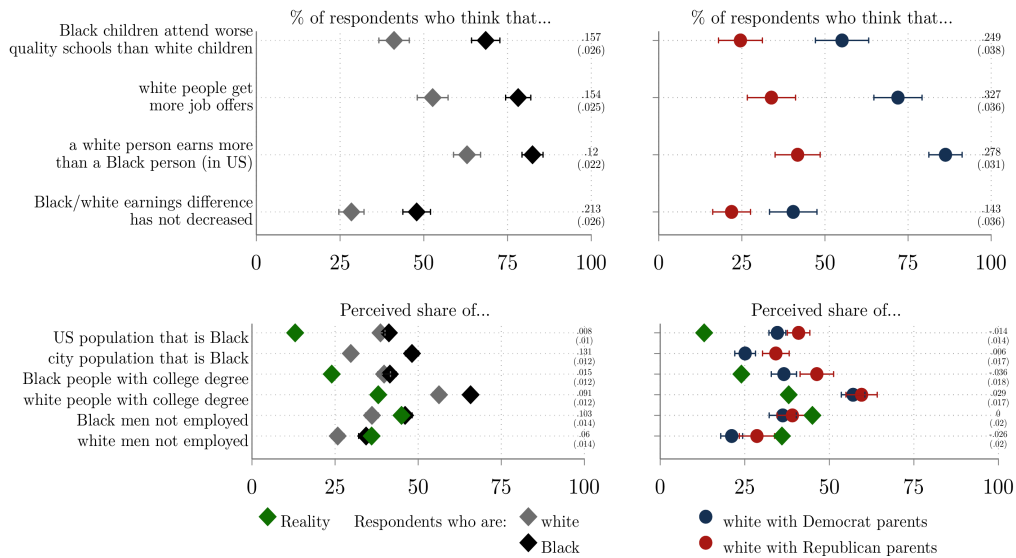 % of respondents who think that...
Black children attend worse
quality schools than white children
.157
(.026)
white people get
more job offers
.154
(.025)
a white person earns more
than a Black person (in US)
.12
(.022)
Black/white earnings difference
has not decreased
.213
(.026)
0 25 50 75 100
% of respondents who think that...
.249
(.038)
.327
(.036)
.278
(.031)
.143
(.036)
0 25 50 75 100
Perceived share of...
US population that is Black
.008
(.01)
city population that is Black
.131
(.012)
Black people with college degree
.015
(.012)
white people with college degree
.091
(.012)
Black men not employed
.103
(.014)
white men not employed
.06
(.014)
0 25 50 75 100
Perceived share of...
-.014
(.014)
.006
(.017)
-.036
(.018)
.029
(.017)
0
(.02)
-.026
(.02)
0 25 50 75 100
Reality
Respondents who are:
white
Black
white with Democrat parents
white with Republican parents